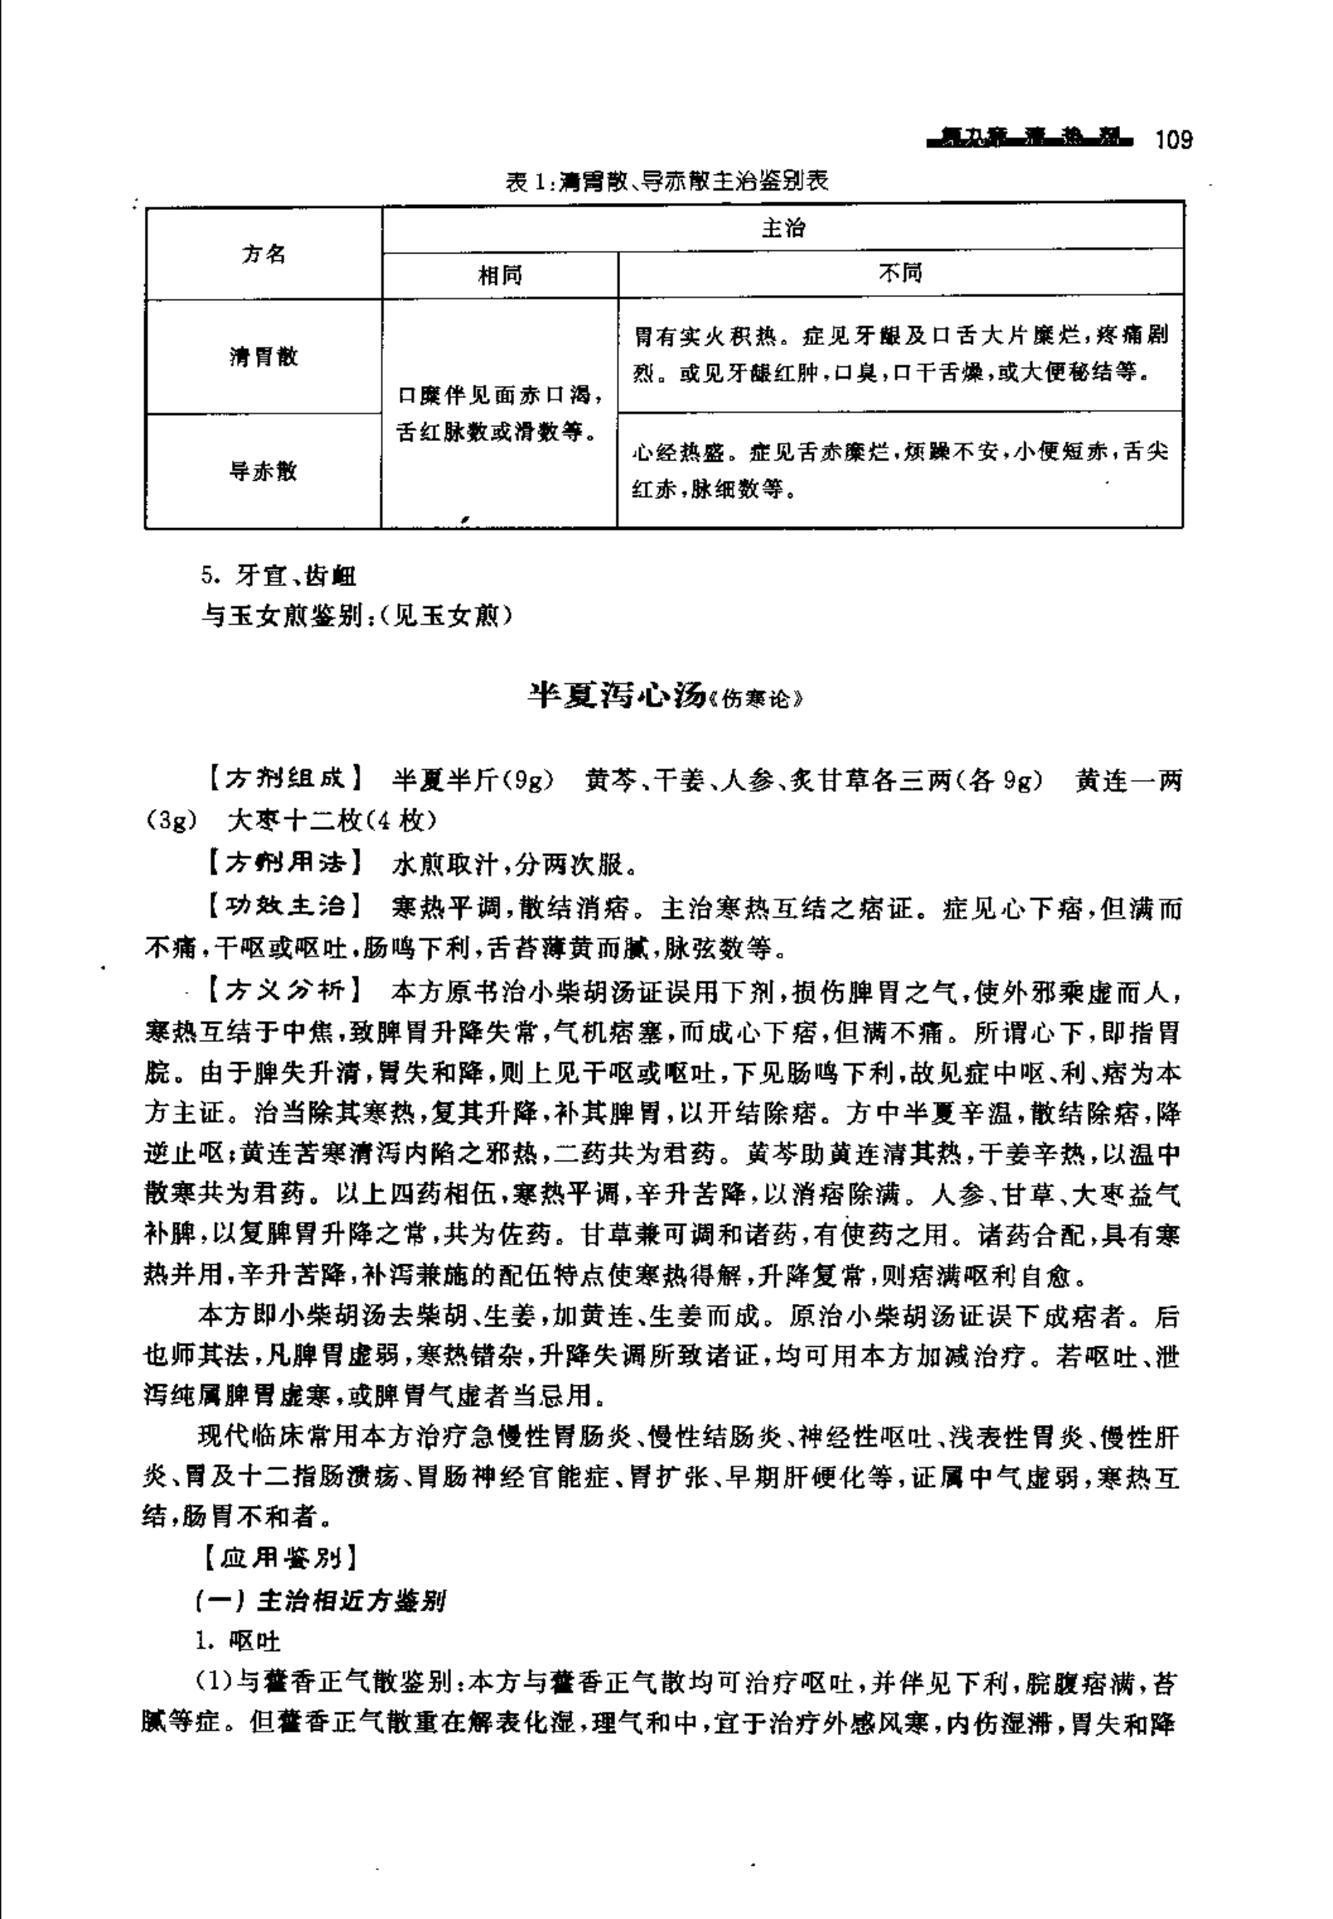 第九章 清热剂 109
表1:清胃散、导赤散主治鉴别表
方名
主治
相同
不同
清胃散
口糜伴见面赤口渴,
舌红脉数或滑数等。
胃有实火积热。症见牙龈及口舌大片糜烂,疼痛剧
烈。或见牙龈红肿,口臭,口干舌燥,或大便秘结等。
导赤散
心经热盛。症见舌赤糜烂,烦躁不安,小便短赤,舌尖
红赤,脉细数等。
5. 牙宣、齿衄
与玉女煎鉴别:(见玉女煎)
半夏泻心汤《伤寒论》
【方剂组成】 半夏半斤(9g) 黄芩、干姜、人参、炙甘草各三两(各9g) 黄连一两
(3g) 大枣十二枚(4枚)
【方剂用法】 水煎取汁,分两次服。
【功效主治】 寒热平调,散结消痞。主治寒热互结之痞证。症见心下痞,但满而
不痛,干呕或呕吐,肠鸣下利,舌苔薄黄而腻,脉弦数等。
【方义分析】 本方原书治小柴胡汤证误用下剂,损伤脾胃之气,使外邪乘虚而人,
寒热互结于中焦,致脾胃升降失常,气机痞塞,而成心下痞,但满不痛。所谓心下,即指胃
脘。由于脾失升清,胃失和降,则上见干呕或呕吐,下见肠鸣下利,故见症中呕、利、痞为本
方主证。治当除其寒热,复其升降,补其脾胃,以开结除痞。方中半夏辛温,散结除痞,降
逆止呕;黄连苦寒清泻内陷之邪热,二药共为君药。黄芩助黄连清其热,干姜辛热,以温中
散寒共为君药。以上四药相伍,寒热平调,辛升苦降,以消痞除满。人参、甘草、大枣益气
补脾,以复脾胃升降之常,共为佐药。甘草兼可调和诸药,有使药之用。诸药合配,具有寒
热并用,辛升苦降,补泻兼施的配伍特点使寒热得解,升降复常,则痞满呕利自愈。
本方即小柴胡汤去柴胡、生姜,加黄连、生姜而成。原治小柴胡汤证误下成痞者。后
也师其法,凡脾胃虚弱,寒热错杂,升降失调所致诸证,均可用本方加减治疗。若呕吐、泄
泻纯属脾胃虚寒,或脾胃气虚者当忌用。
现代临床常用本方治疗急慢性胃肠炎、慢性结肠炎、神经性呕吐、浅表性胃炎、慢性肝
炎、胃及十二指肠溃疡、胃肠神经官能症、胃扩张、早期肝硬化等,证属中气虚弱,寒热互
结,肠胃不和者。
【应用鉴别】
(一)主治相近方鉴别
1. 呕吐
(1)与藿香正气散鉴别:本方与藿香正气散均可治疗呕吐,并伴见下利,脘腹痞满,苔
腻等症。但藿香正气散重在解表化湿,理气和中,宜于治疗外感风寒,内伤湿滞,胃失和降